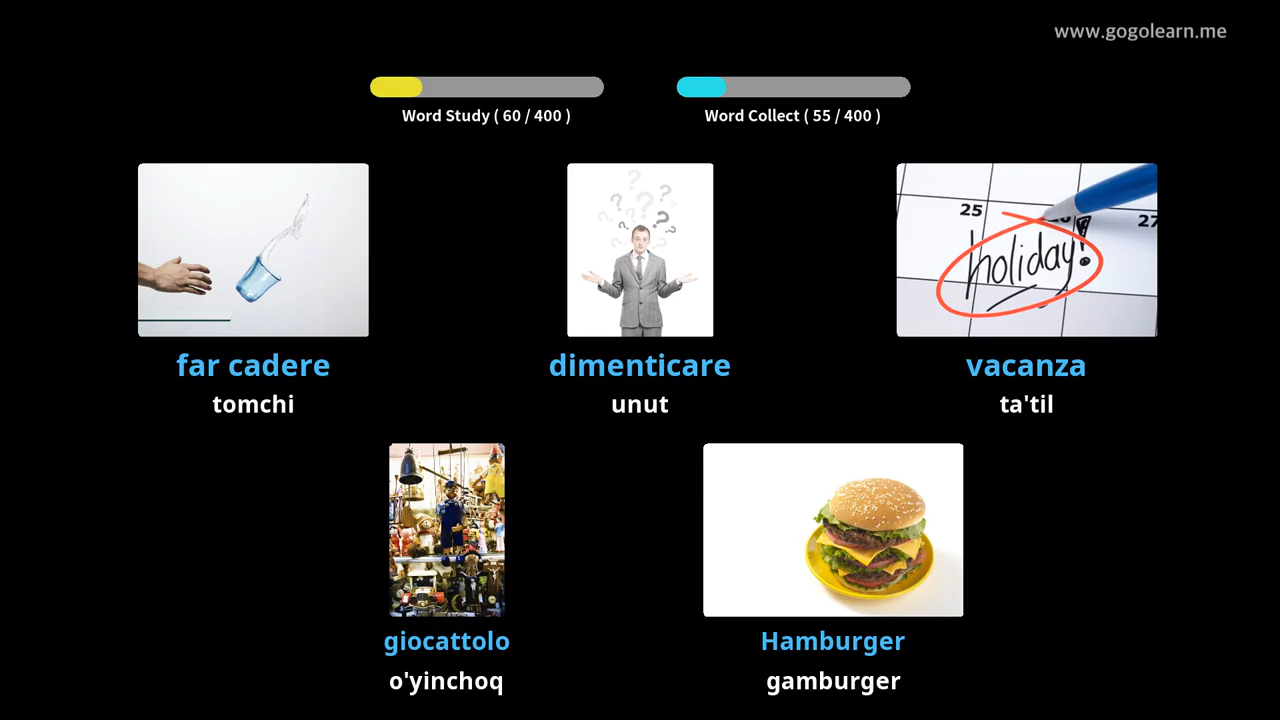 www.gogolearn.me
Word Study ( 60 / 400 )
Word Collect ( 55 / 400 )
25
27
holiday!
far cadere
tomchi
dimenticare
unut
vacanza
ta'til
giocattolo
o'yinchoq
Hamburger
gamburger